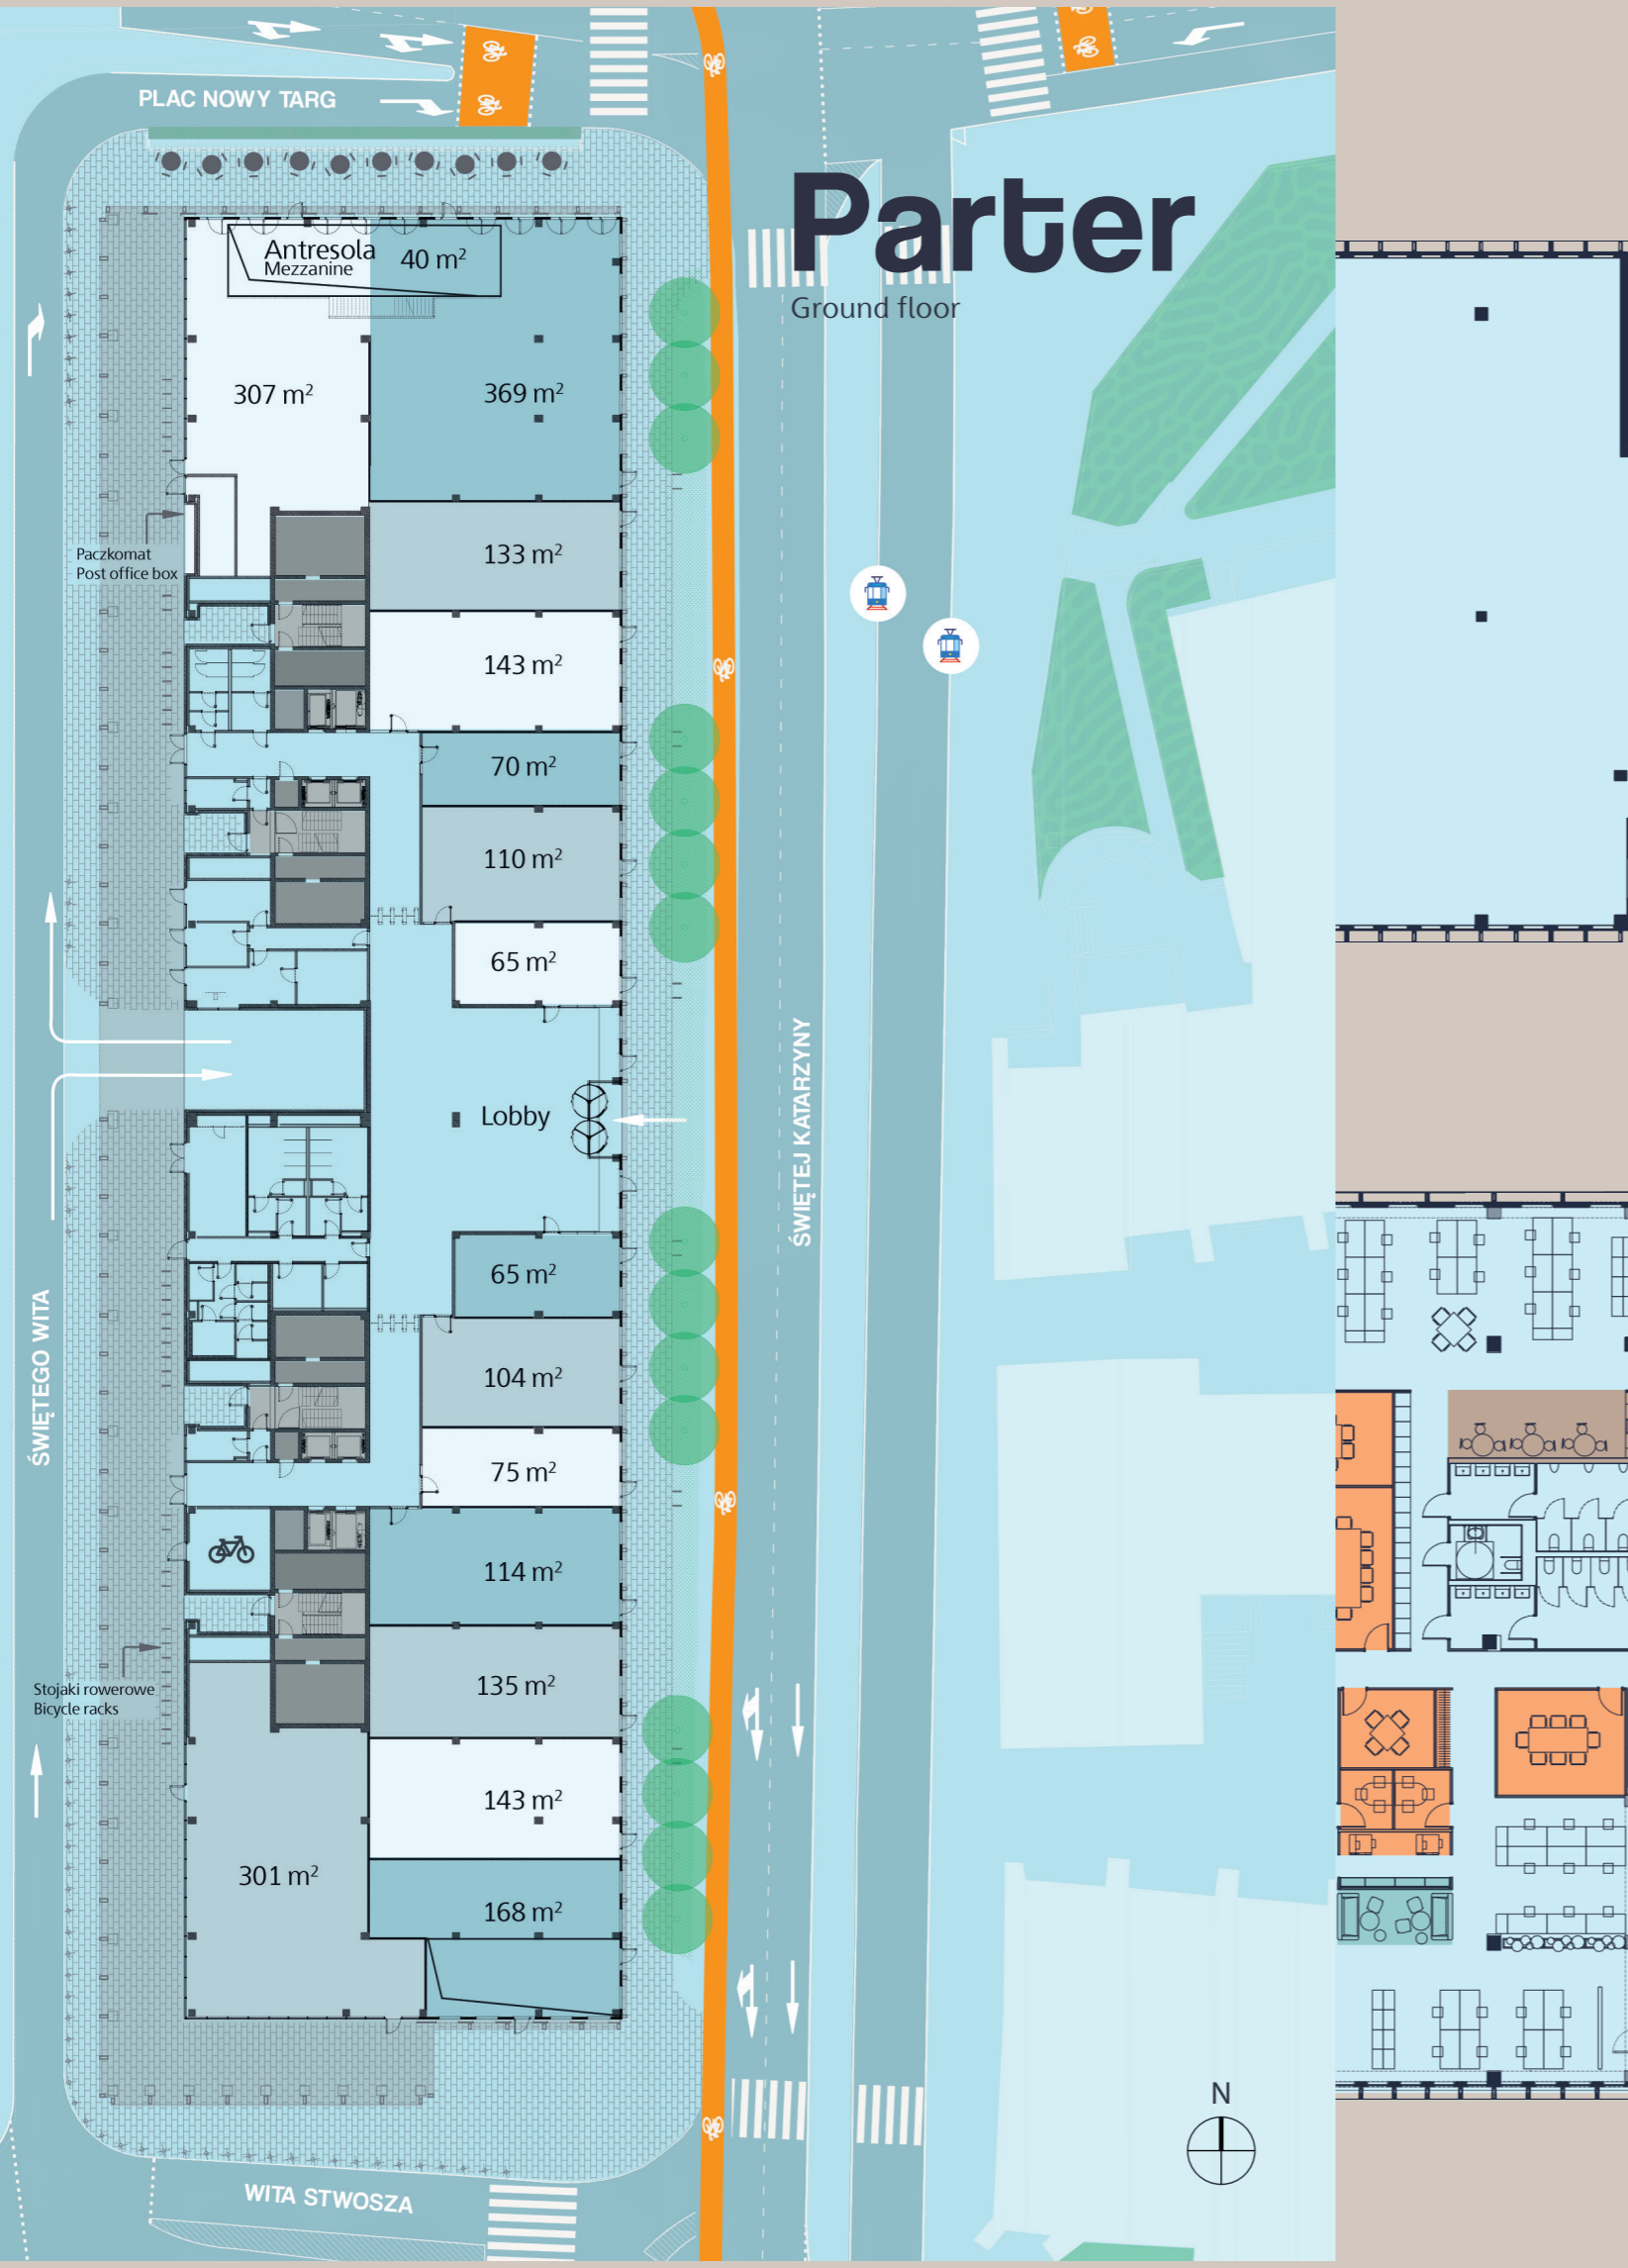 PLAC NOWY TARG
Parter
Ground floor
Antresola
Mezzanine
40 m²
307 m²
369 m²
Paczkomat
Post office box
133 m²
143 m²
70 m²
110 m²
65 m²
Lobby
ŚWIĘTEJ KATARZYNY
65 m²
ŚWIĘTEGO WITA
104 m²
75 m²
114 m²
Stojaki rowerowe
Bicycle racks
135 m²
143 m²
301 m²
168 m²
N
WITA STWOSZA